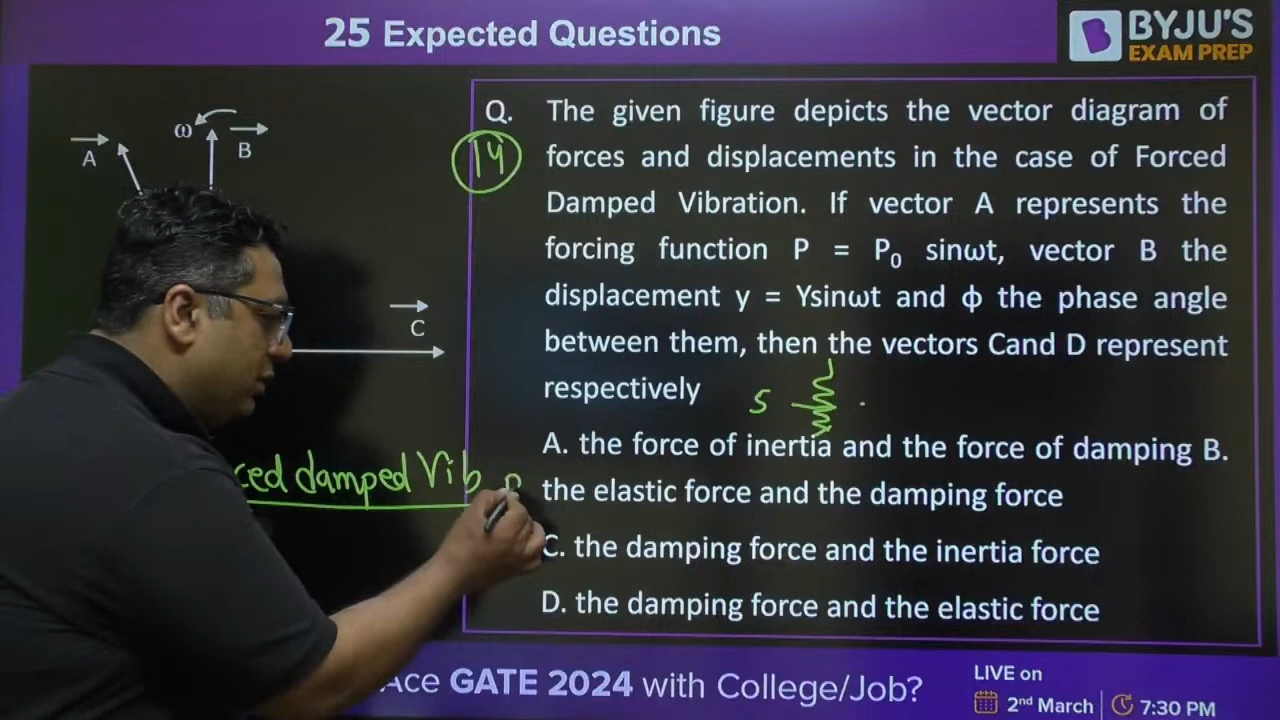 25 Expected Questions
BYJU'S
EXAM PREP
A
ω
B
C
Q.
14
The given figure depicts the vector diagram of
forces and displacements in the case of Forced
Damped Vibration. If vector A represents the
forcing function P = P₀ sinωt, vector B the
displacement y = Ysinωt and ϕ the phase angle
between them, then the vectors Cand D represent
respectively
S
A. the force of inertia and the force of damping B.
the elastic force and the damping force
C. the damping force and the inertia force
D. the damping force and the elastic force
damped Vib
Ace GATE 2024 with College/Job?
LIVE on
2nd March
7:30 PM